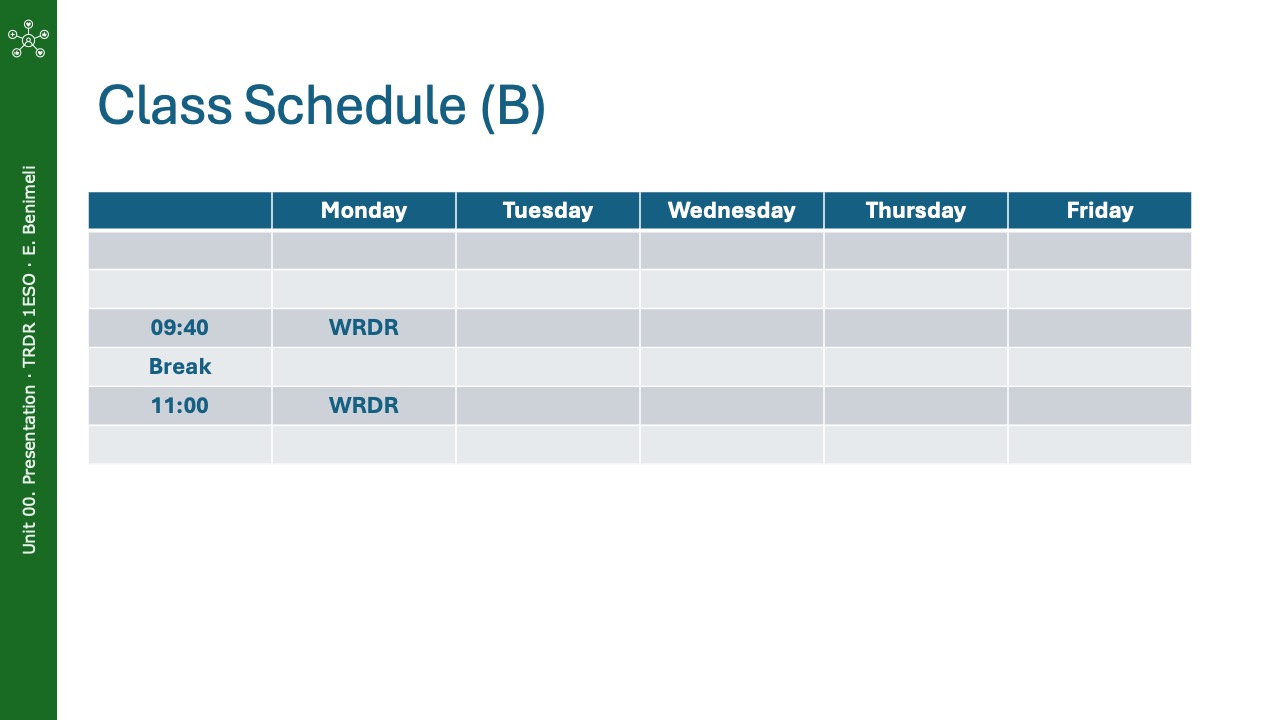 Unit 00. Presentation · TRDR 1ESO · E. Benimeli
Class Schedule (B)
Monday Tuesday Wednesday Thursday Friday
09:40 WRDR
Break
11:00 WRDR